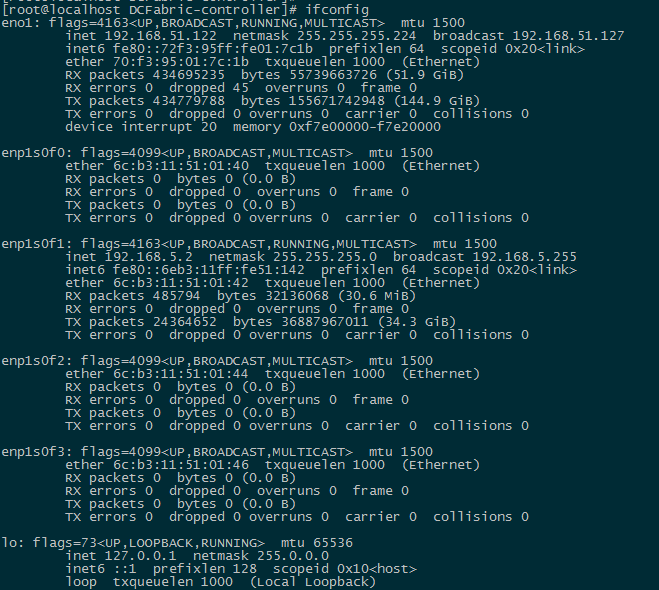 [root@localhost DCFabric-controller]# ifconfig
eno1: flags=4163<UP,BROADCAST,RUNNING,MULTICAST>  mtu 1500
        inet 192.168.51.122  netmask 255.255.255.224  broadcast 192.168.51.127
        inet6 fe80::72f3:95ff:fe01:7c1b  prefixlen 64  scopeid 0x20<link>
        ether 70:f3:95:01:7c:1b  txqueuelen 1000  (Ethernet)
        RX packets 434695235  bytes 55739663726 (51.9 GiB)
        RX errors 0  dropped 45  overruns 0  frame 0
        TX packets 434779788  bytes 155671742948 (144.9 GiB)
        TX errors 0  dropped 0 overruns 0  carrier 0  collisions 0
        device interrupt 20  memory 0xf7e00000-f7e20000
enp1s0f0: flags=4099<UP,BROADCAST,MULTICAST>  mtu 1500
        ether 6c:b3:11:51:01:40  txqueuelen 1000  (Ethernet)
        RX packets 0  bytes 0 (0.0 B)
        RX errors 0  dropped 0  overruns 0  frame 0
        TX packets 0  bytes 0 (0.0 B)
        TX errors 0  dropped 0 overruns 0  carrier 0  collisions 0
enp1s0f1: flags=4163<UP,BROADCAST,RUNNING,MULTICAST>  mtu 1500
        inet 192.168.5.2  netmask 255.255.255.0  broadcast 192.168.5.255
        inet6 fe80::6eb3:11ff:fe51:142  prefixlen 64  scopeid 0x20<link>
        ether 6c:b3:11:51:01:42  txqueuelen 1000  (Ethernet)
        RX packets 485794  bytes 32136068 (30.6 MiB)
        RX errors 0  dropped 0  overruns 0  frame 0
        TX packets 24364652  bytes 36887967011 (34.3 GiB)
        TX errors 0  dropped 0 overruns 0  carrier 0  collisions 0
enp1s0f2: flags=4099<UP,BROADCAST,MULTICAST>  mtu 1500
        ether 6c:b3:11:51:01:44  txqueuelen 1000  (Ethernet)
        RX packets 0  bytes 0 (0.0 B)
        RX errors 0  dropped 0  overruns 0  frame 0
        TX packets 0  bytes 0 (0.0 B)
        TX errors 0  dropped 0 overruns 0  carrier 0  collisions 0
enp1s0f3: flags=4099<UP,BROADCAST,MULTICAST>  mtu 1500
        ether 6c:b3:11:51:01:46  txqueuelen 1000  (Ethernet)
        RX packets 0  bytes 0 (0.0 B)
        RX errors 0  dropped 0  overruns 0  frame 0
        TX packets 0  bytes 0 (0.0 B)
        TX errors 0  dropped 0 overruns 0  carrier 0  collisions 0
lo: flags=73<UP,LOOPBACK,RUNNING>  mtu 65536
        inet 127.0.0.1  netmask 255.0.0.0
        inet6 ::1  prefixlen 128  scopeid 0x10<host>
        loop  txqueuelen 1000  (Local Loopback)